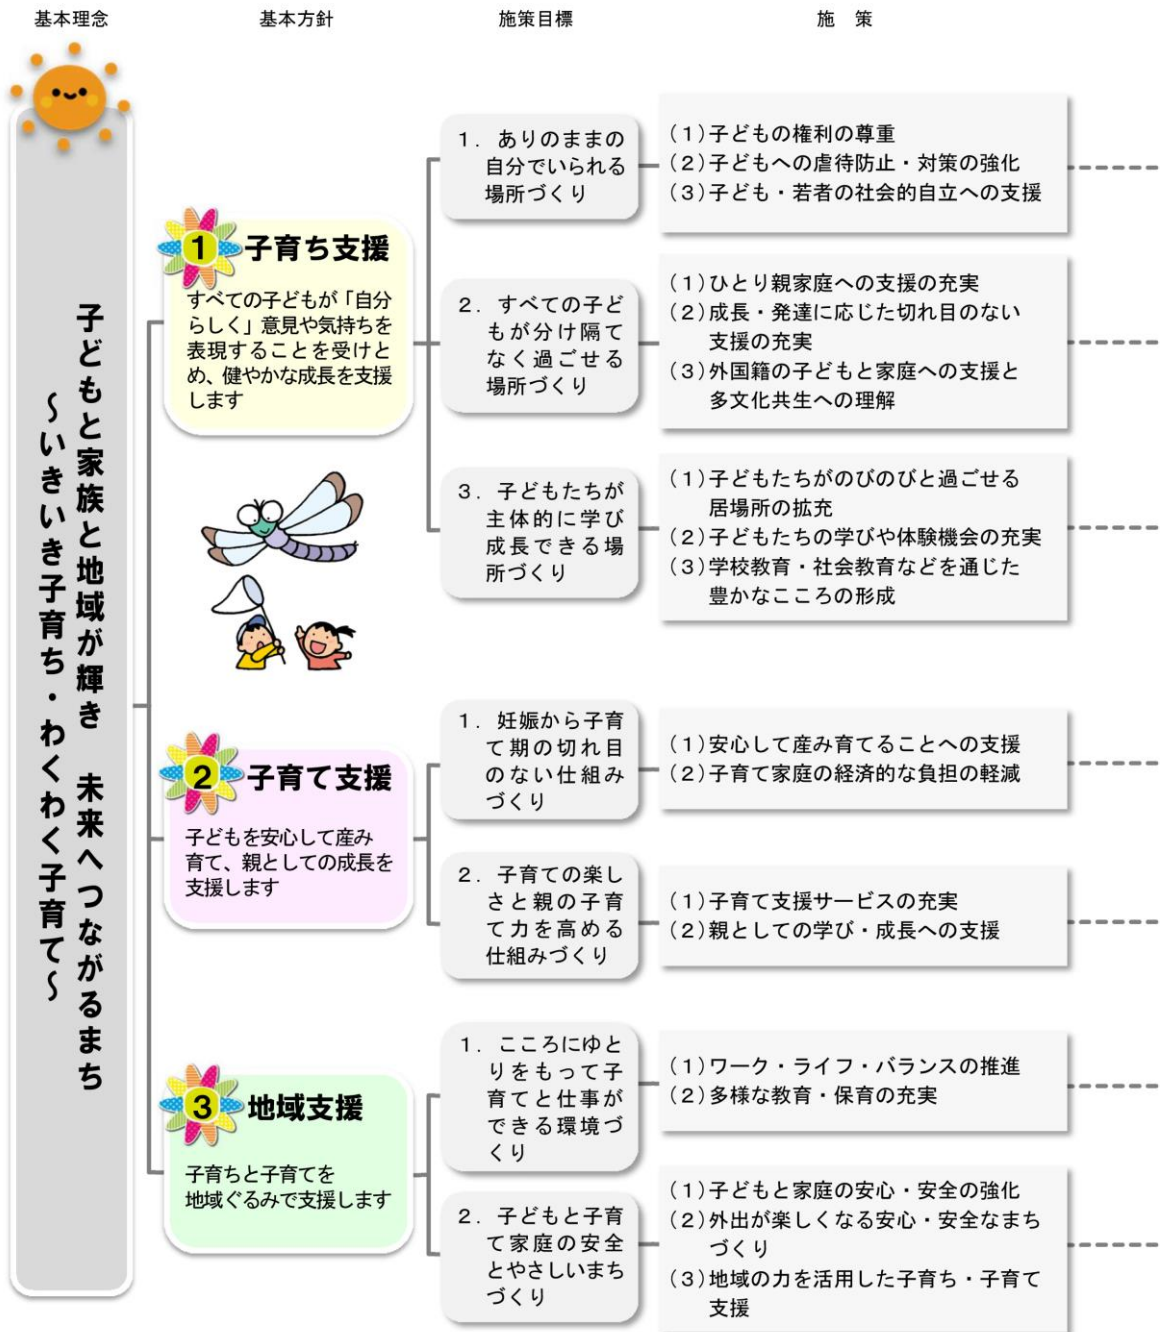 基本理念
基本方針
施策目標
施　策
子どもと家族と地域が輝き　未来へつながるまち
～いきいき子育ち・わくわく子育て～
1 子育ち支援
すべての子どもが「自分
らしく」意見や気持ちを
表現することを受けと
め、健やかな成長を支援
します
1．ありのままの
自分でいられる
場所づくり
（1）子どもの権利の尊重
（2）子どもへの虐待防止・対策の強化
（3）子ども・若者の社会的自立への支援
2．すべての子ど
もが分け隔て
なく過ごせる
場所づくり
（1）ひとり親家庭への支援の充実
（2）成長・発達に応じた切れ目のない
支援の充実
（3）外国籍の子どもと家庭への支援と
多文化共生への理解
3．子どもたちが
主体的に学び
成長できる場
所づくり
（1）子どもたちがのびのびと過ごせる
居場所の拡充
（2）子どもたちの学びや体験機会の充実
（3）学校教育・社会教育などを通じた
豊かなこころの形成
2 子育て支援
子どもを安心して産み
育て、親としての成長を
支援します
1．妊娠から子育
て期の切れ目
のない仕組み
づくり
（1）安心して産み育てることへの支援
（2）子育て家庭の経済的な負担の軽減
2．子育ての楽し
さと親の子育
て力を高める
仕組みづくり
（1）子育て支援サービスの充実
（2）親としての学び・成長への支援
3 地域支援
子育ちと子育てを
地域ぐるみで支援します
1．こころにゆと
りをもって子
育てと仕事が
できる環境づ
くり
（1）ワーク・ライフ・バランスの推進
（2）多様な教育・保育の充実
2．子どもと子育
て家庭の安全
とやさしいまち
づくり
（1）子どもと家庭の安心・安全の強化
（2）外出が楽しくなる安心・安全なまち
づくり
（3）地域の力を活用した子育ち・子育て
支援